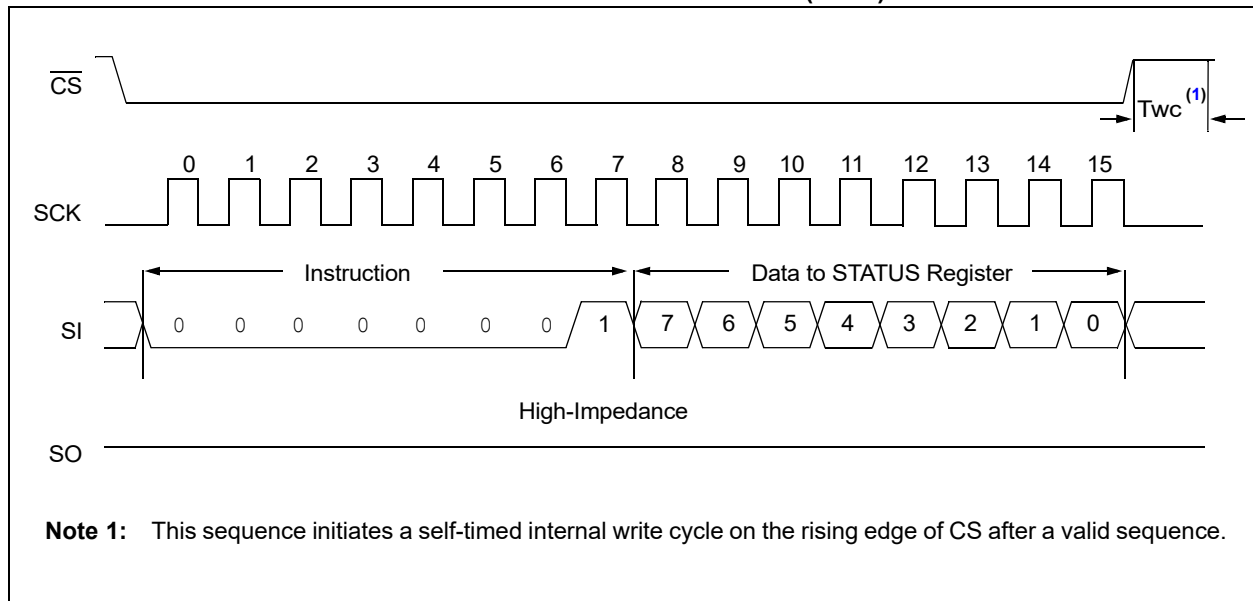 CS
Twc (1)
0 1 2 3 4 5 6 7 8 9 10 11 12 13 14 15
SCK
Instruction Data to STATUS Register
SI 0 0 0 0 0 0 0 1 7 6 5 4 3 2 1 0
High-Impedance
SO
Note 1: This sequence initiates a self-timed internal write cycle on the rising edge of CS after a valid sequence.